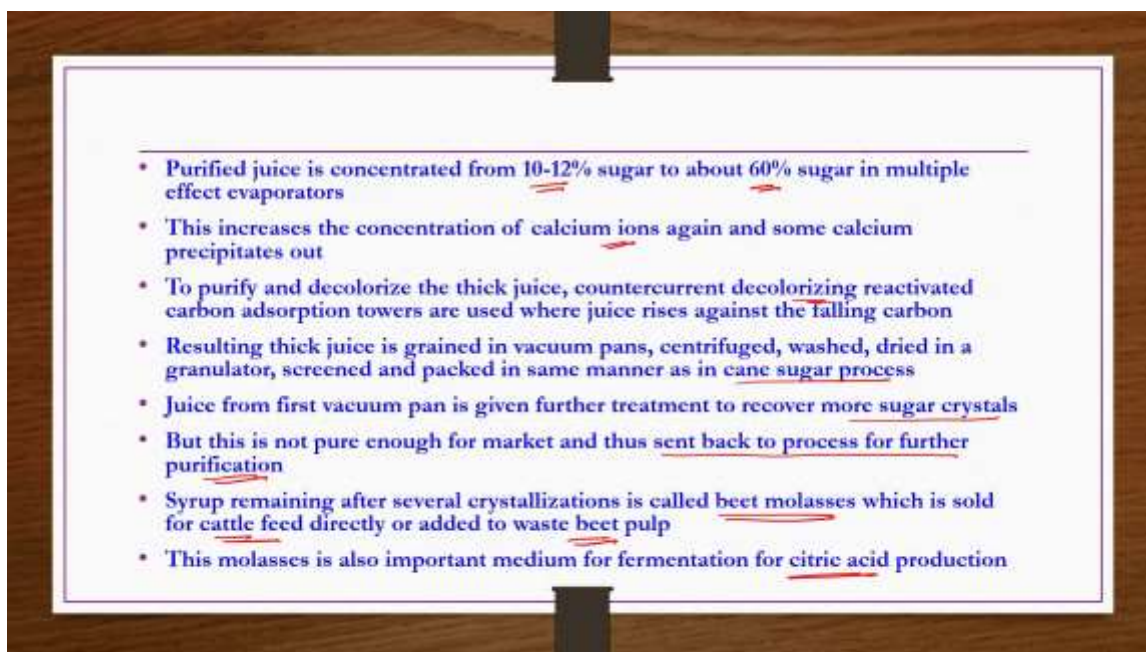 • Purified juice is concentrated from 10-12% sugar to about 60% sugar in multiple
effect evaporators
• This increases the concentration of calcium ions again and some calcium
precipitates out
• To purify and decolorize the thick juice, countercurrent decolorizing reactivated
carbon adsorption towers are used where juice rises against the falling carbon
• Resulting thick juice is grained in vacuum pans, centrifuged, washed, dried in a
granulator, screened and packed in same manner as in cane sugar process
• Juice from first vacuum pan is given further treatment to recover more sugar crystals
• But this is not pure enough for market and thus sent back to process for further
purification
• Syrup remaining after several crystallizations is called beet molasses which is sold
for cattle feed directly or added to waste beet pulp
• This molasses is also important medium for fermentation for citric acid production